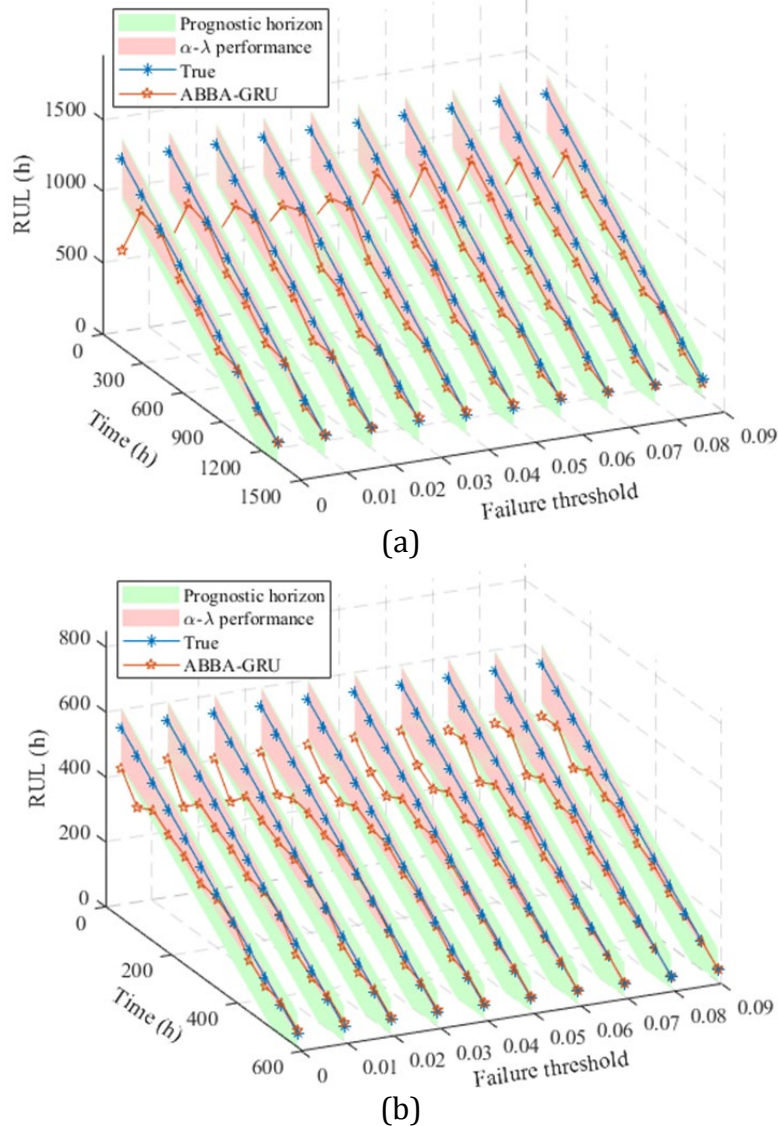 Prognostic horizon
α-λ performance
True
ABBA-GRU
1500
1000
500
0
RUL (h)
0
300
600
900
1200
1500
Time (h)
0
0.01
0.02
0.03
0.04
0.05
0.06
0.07
0.08
0.09
Failure threshold
(a)
Prognostic horizon
α-λ performance
True
ABBA-GRU
800
600
400
200
0
RUL (h)
0
200
400
600
Time (h)
0
0.01
0.02
0.03
0.04
0.05
0.06
0.07
0.08
0.09
Failure threshold
(b)